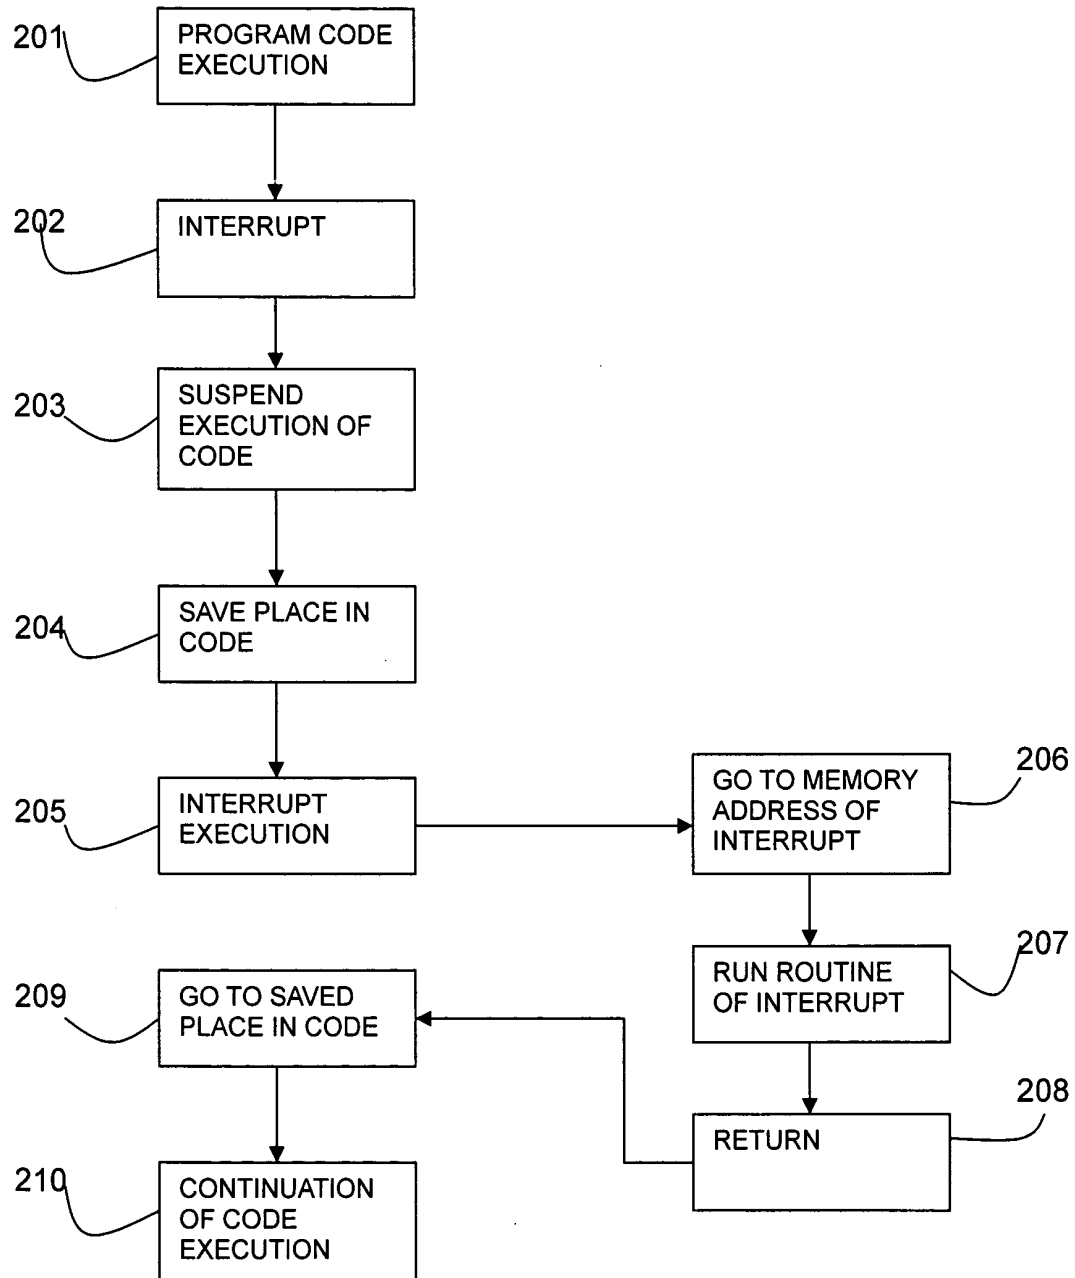 201
PROGRAM CODE
EXECUTION
202
INTERRUPT
203
SUSPEND
EXECUTION OF
CODE
204
SAVE PLACE IN
CODE
205
INTERRUPT
EXECUTION
206
GO TO MEMORY
ADDRESS OF
INTERRUPT
207
RUN ROUTINE
OF INTERRUPT
208
RETURN
209
GO TO SAVED
PLACE IN CODE
210
CONTINUATION
OF CODE
EXECUTION